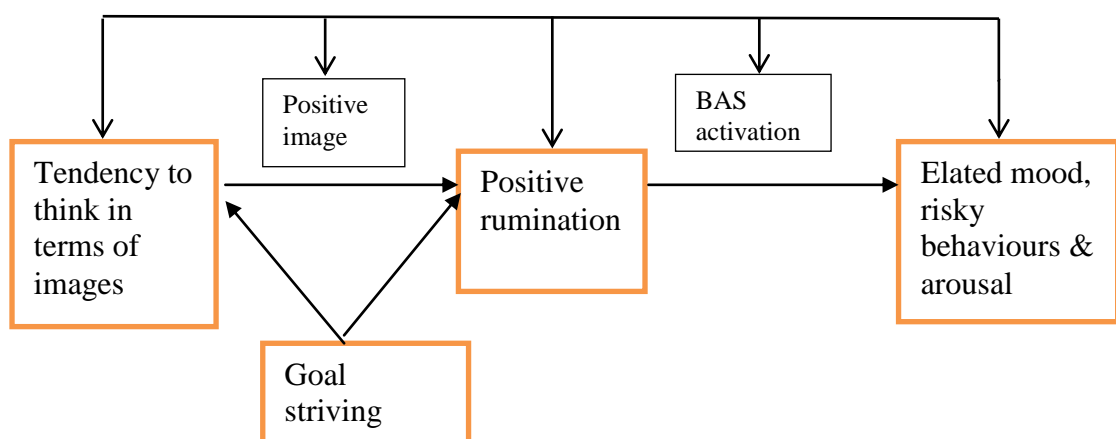 Positive
image
BAS
activation
Tendency to
think in
terms of
images
Positive
rumination
Elated mood,
risky
behaviours &
arousal
Goal
striving